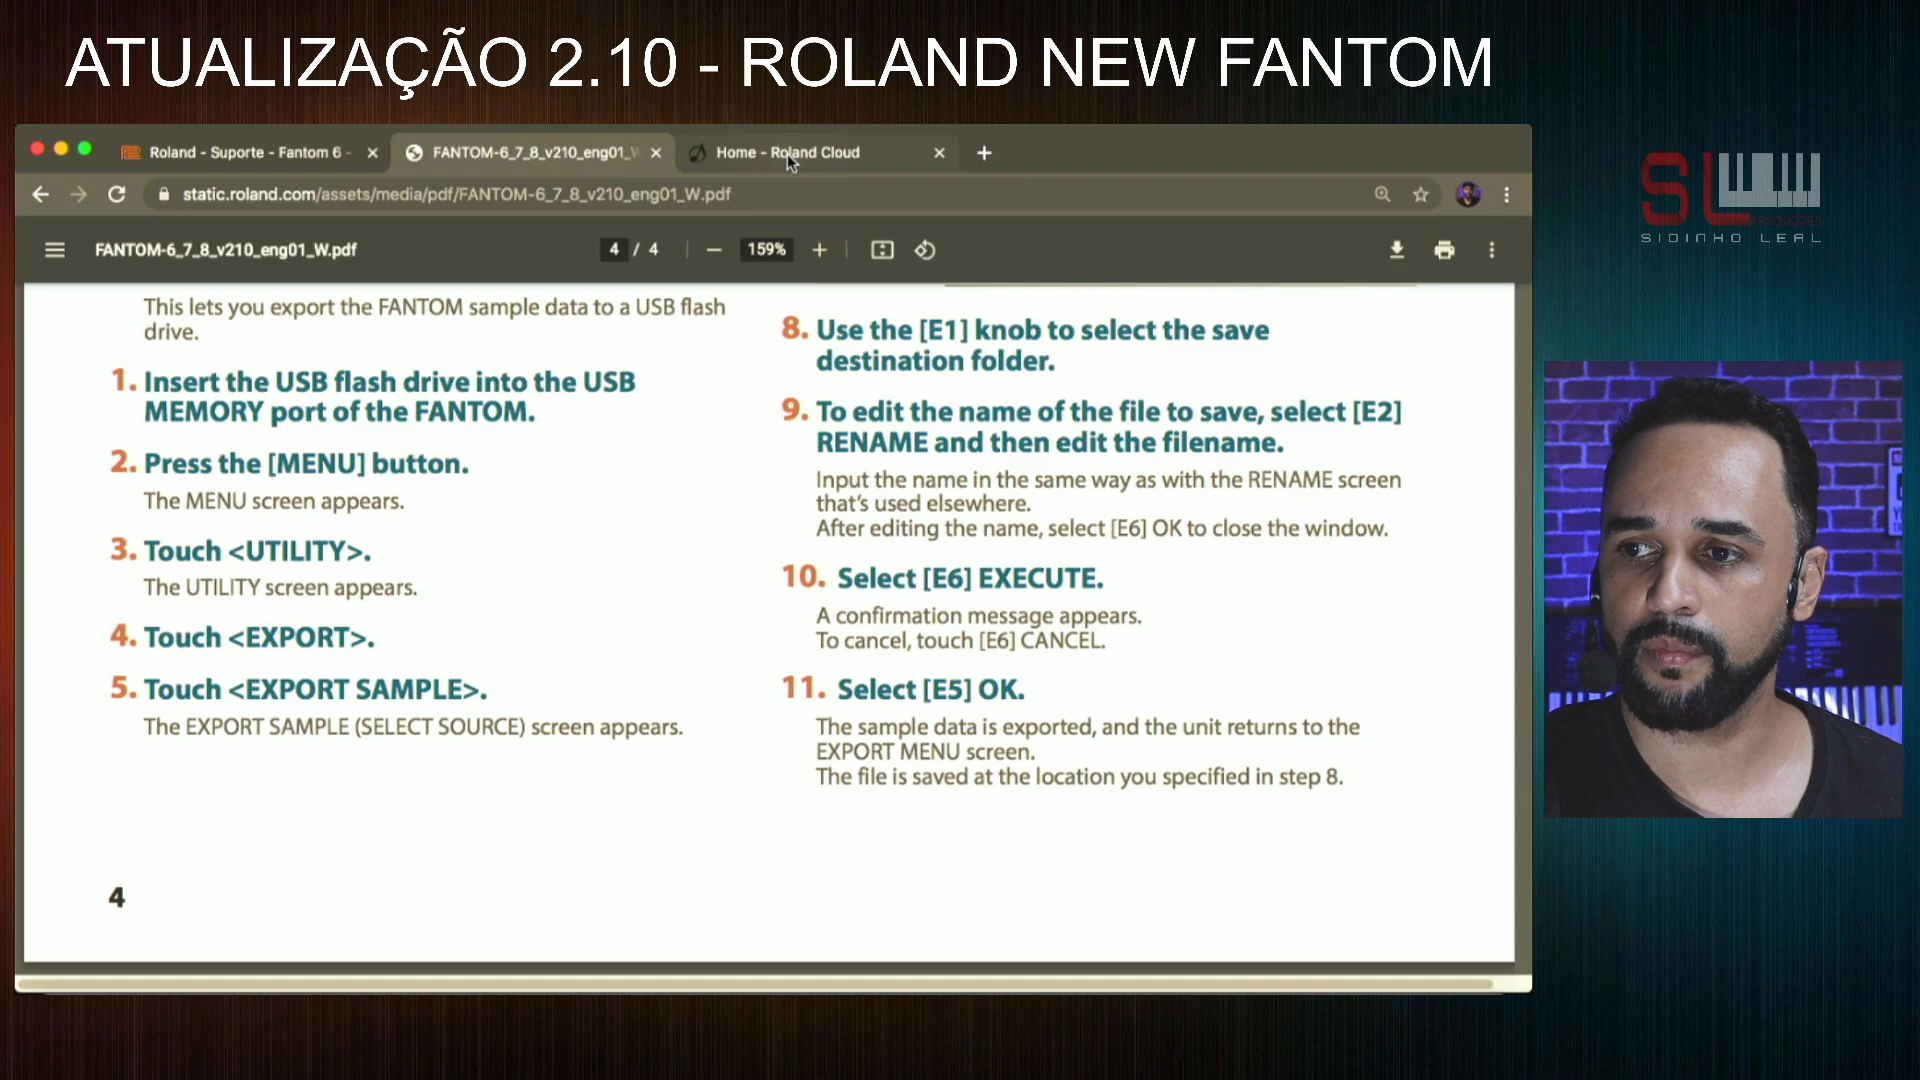 ATUALIZAÇÃO 2.10 - ROLAND NEW FANTOM
Roland - Suporte - Fantom 6 -
FANTOM-6_7_8_v210_eng01_W
Home - Roland Cloud
static.roland.com/assets/media/pdf/FANTOM-6_7_8_v210_eng01_W.pdf
FANTOM-6_7_8_v210_eng01_W.pdf
4 / 4
159%
This lets you export the FANTOM sample data to a USB flash
drive.
1. Insert the USB flash drive into the USB
MEMORY port of the FANTOM.
2. Press the [MENU] button.
The MENU screen appears.
3. Touch <UTILITY>.
The UTILITY screen appears.
4. Touch <EXPORT>.
5. Touch <EXPORT SAMPLE>.
The EXPORT SAMPLE (SELECT SOURCE) screen appears.
4
8. Use the [E1] knob to select the save
destination folder.
9. To edit the name of the file to save, select [E2]
RENAME and then edit the filename.
Input the name in the same way as with the RENAME screen
that's used elsewhere.
After editing the name, select [E6] OK to close the window.
10. Select [E6] EXECUTE.
A confirmation message appears.
To cancel, touch [E6] CANCEL.
11. Select [E5] OK.
The sample data is exported, and the unit returns to the
EXPORT MENU screen.
The file is saved at the location you specified in step 8.
SL
SIDINHO LEAL